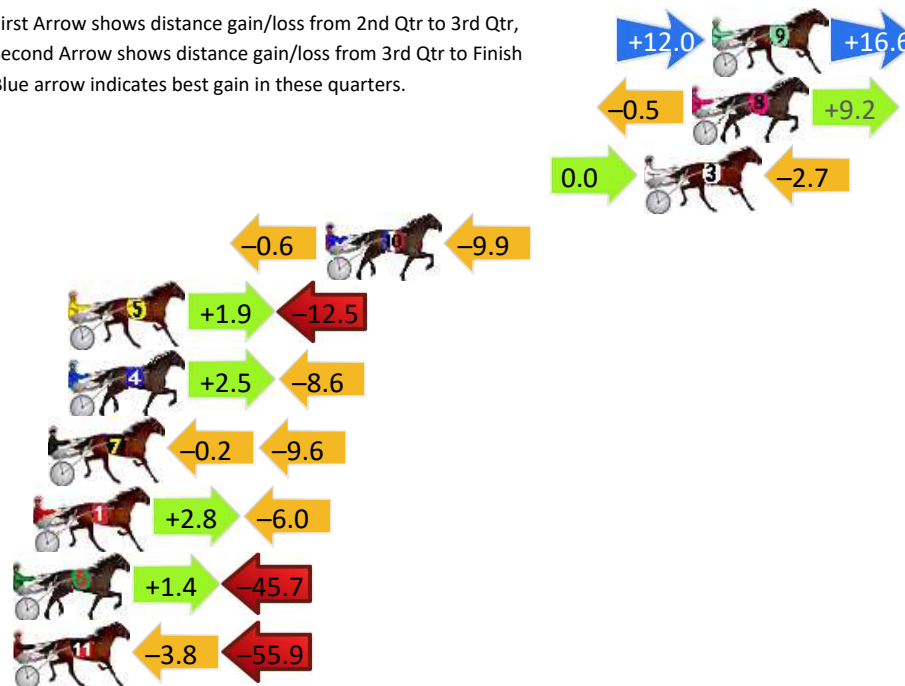 irst Arrow shows distance gain/loss from 2nd Qtr to 3rd Qtr,
Second Arrow shows distance gain/loss from 3rd Qtr to Finish
Blue arrow indicates best gain in these quarters.
+12.0 9 +16.6
–0.5 8 +9.2
0.0 3 –2.7
–0.6 10 –9.9
5 +1.9 –12.5
4 +2.5 –8.6
7 –0.2 –9.6
1 +2.8 –6.0
6 +1.4 –45.7
11 –3.8 –55.9